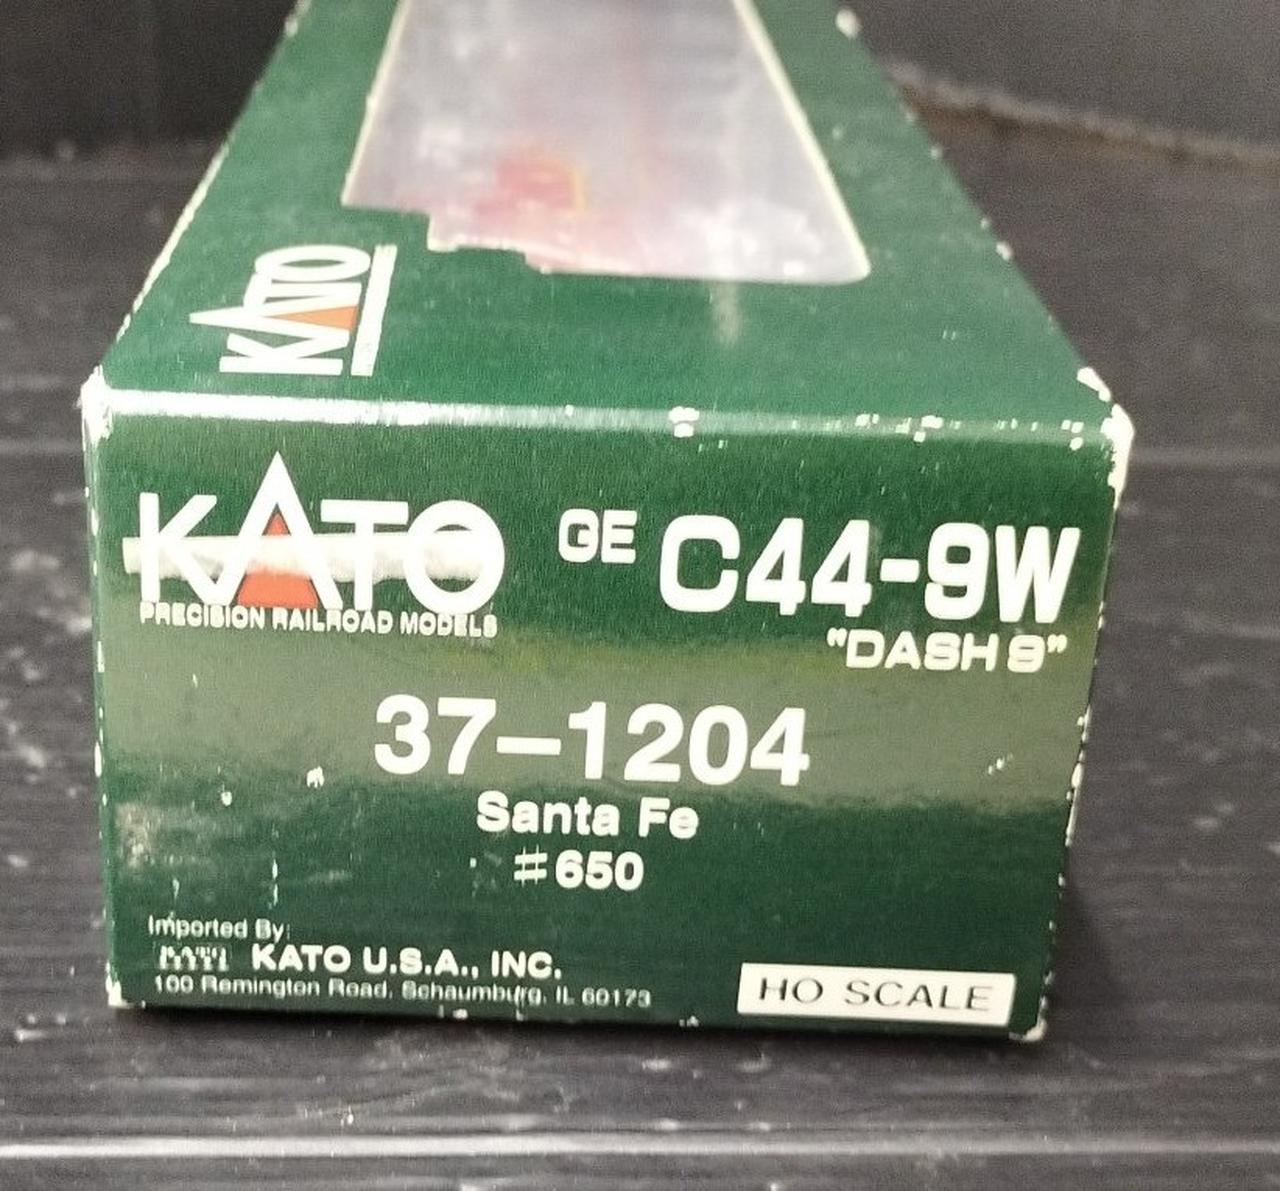 KATO
KATO
PRECISION RAILROAD MODELS
GE C44-9W
"DASH 9"
37-1204
Santa Fe
#650
Imported By:
KATO KATO U.S.A., INC.
100 Remington Road, Schaumburg, IL 60173
HO SCALE